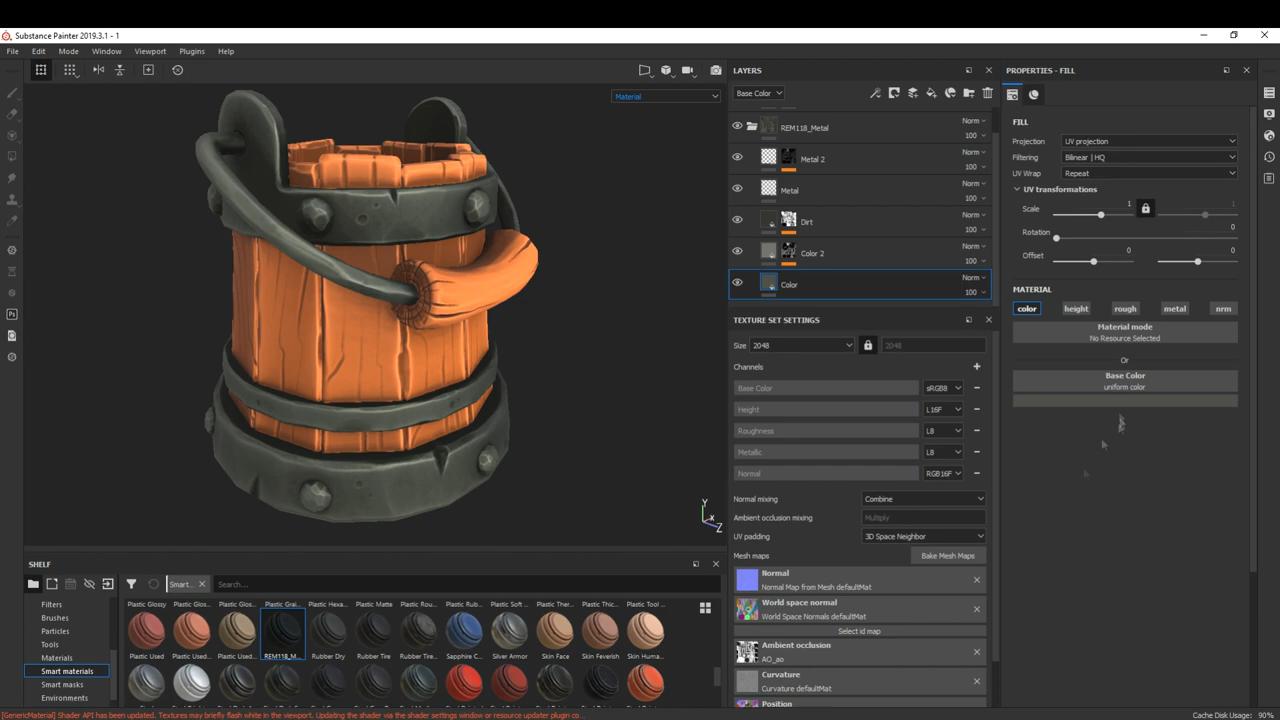 Substance Painter 2019.3.1 - 1
File Edit Mode Window Viewport Plugins Help
Material
Y
X
Z
LAYERS
Base Color
REM118_Metal Norm 100
Metal 2 Norm 100
Metal Norm 100
Dirt Norm 100
Color 2 Norm 100
Color Norm 100
TEXTURE SET SETTINGS
Size 2048 2048
Channels
Base Color sRGB8
Height L16F
Roughness L8
Metallic L8
Normal RGB16F
Normal mixing Combine
Ambient occlusion mixing Multiply
UV padding 3D Space Neighbor
Mesh maps Bake Mesh Maps
Normal
Normal Map from Mesh defaultMat
World space normal
World Space Normals defaultMat
Select id map
Ambient occlusion
AO_ao
Curvature
Curvature defaultMat
Position
PROPERTIES - FILL
FILL
Projection UV projection
Filtering Bilinear | HQ
UV Wrap Repeat
UV transformations
Scale 1 1
Rotation 0
Offset 0 0
MATERIAL
color height rough metal nrm
Material mode
No Resource Selected
Or
Base Color
uniform color
SHELF
Smart... Search...
Filters
Brushes
Particles
Tools
Materials
Smart materials
Smart masks
Environments
Plastic Glossy Plastic Glos... Plastic Glos... Plastic Grai... Plastic Hexa... Plastic Matte Plastic Rou... Plastic Rub... Plastic Soft ... Plastic Ther... Plastic Thic... Plastic Tool ...
Plastic Used Plastic Used... Plastic Used... REM118_M... Rubber Dry Rubber Tire Rubber Tire... Sapphire C... Silver Armor Skin Face Skin Feverish Skin Huma...
[GenericMaterial] Shader API has been updated. Textures may briefly flash white in the viewport. Updating the shader via the shader settings window or resource updater plugin co...
Cache Disk Usage: 90%